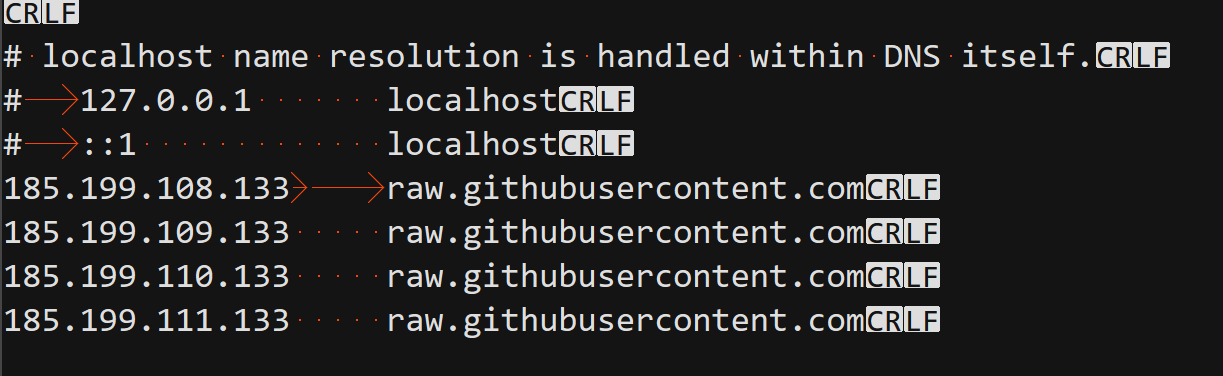 CRLF
# localhost name resolution is handled within DNS itself.CRLF
#	127.0.0.1       localhostCRLF
#	::1             localhostCRLF
185.199.108.133		raw.githubusercontent.comCRLF
185.199.109.133     raw.githubusercontent.comCRLF
185.199.110.133     raw.githubusercontent.comCRLF
185.199.111.133     raw.githubusercontent.comCRLF